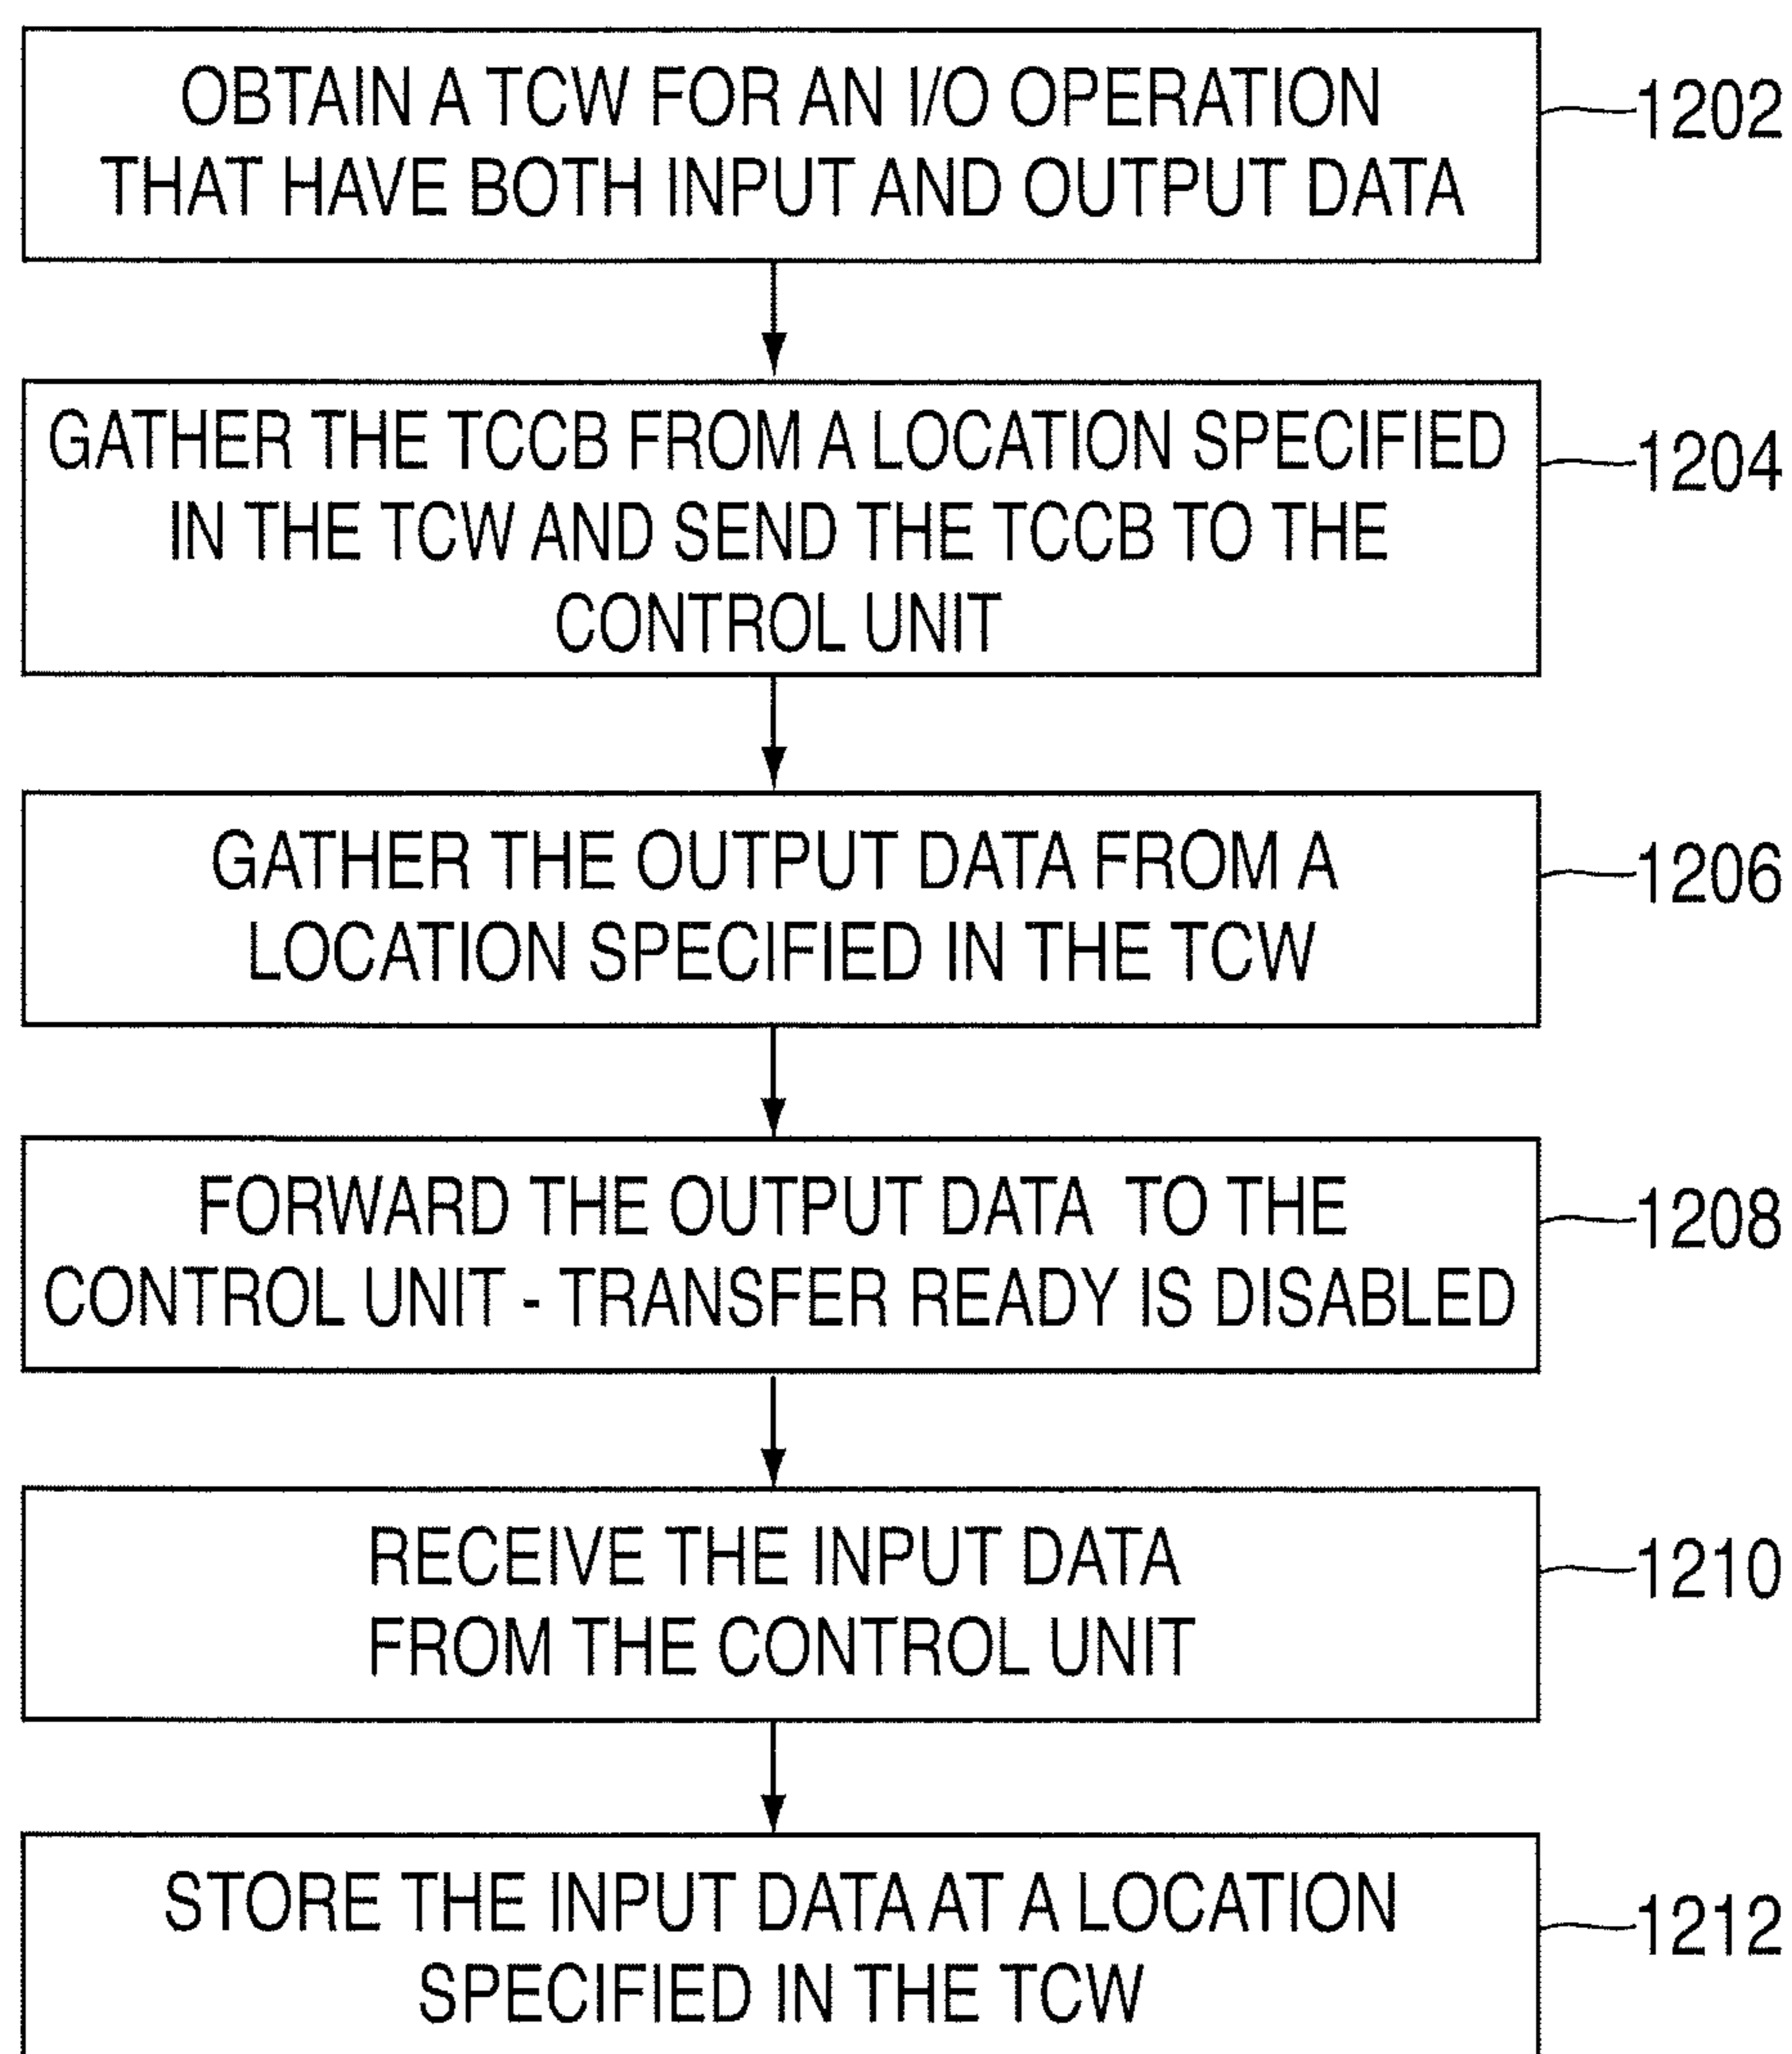 OBTAIN A TCW FOR AN I/O OPERATION
THAT HAVE BOTH INPUT AND OUTPUT DATA
1202
GATHER THE TCCB FROM A LOCATION SPECIFIED
IN THE TCW AND SEND THE TCCB TO THE
CONTROL UNIT
1204
GATHER THE OUTPUT DATA FROM A
LOCATION SPECIFIED IN THE TCW
1206
FORWARD THE OUTPUT DATA TO THE
CONTROL UNIT - TRANSFER READY IS DISABLED
1208
RECEIVE THE INPUT DATA
FROM THE CONTROL UNIT
1210
STORE THE INPUT DATA AT A LOCATION
SPECIFIED IN THE TCW
1212